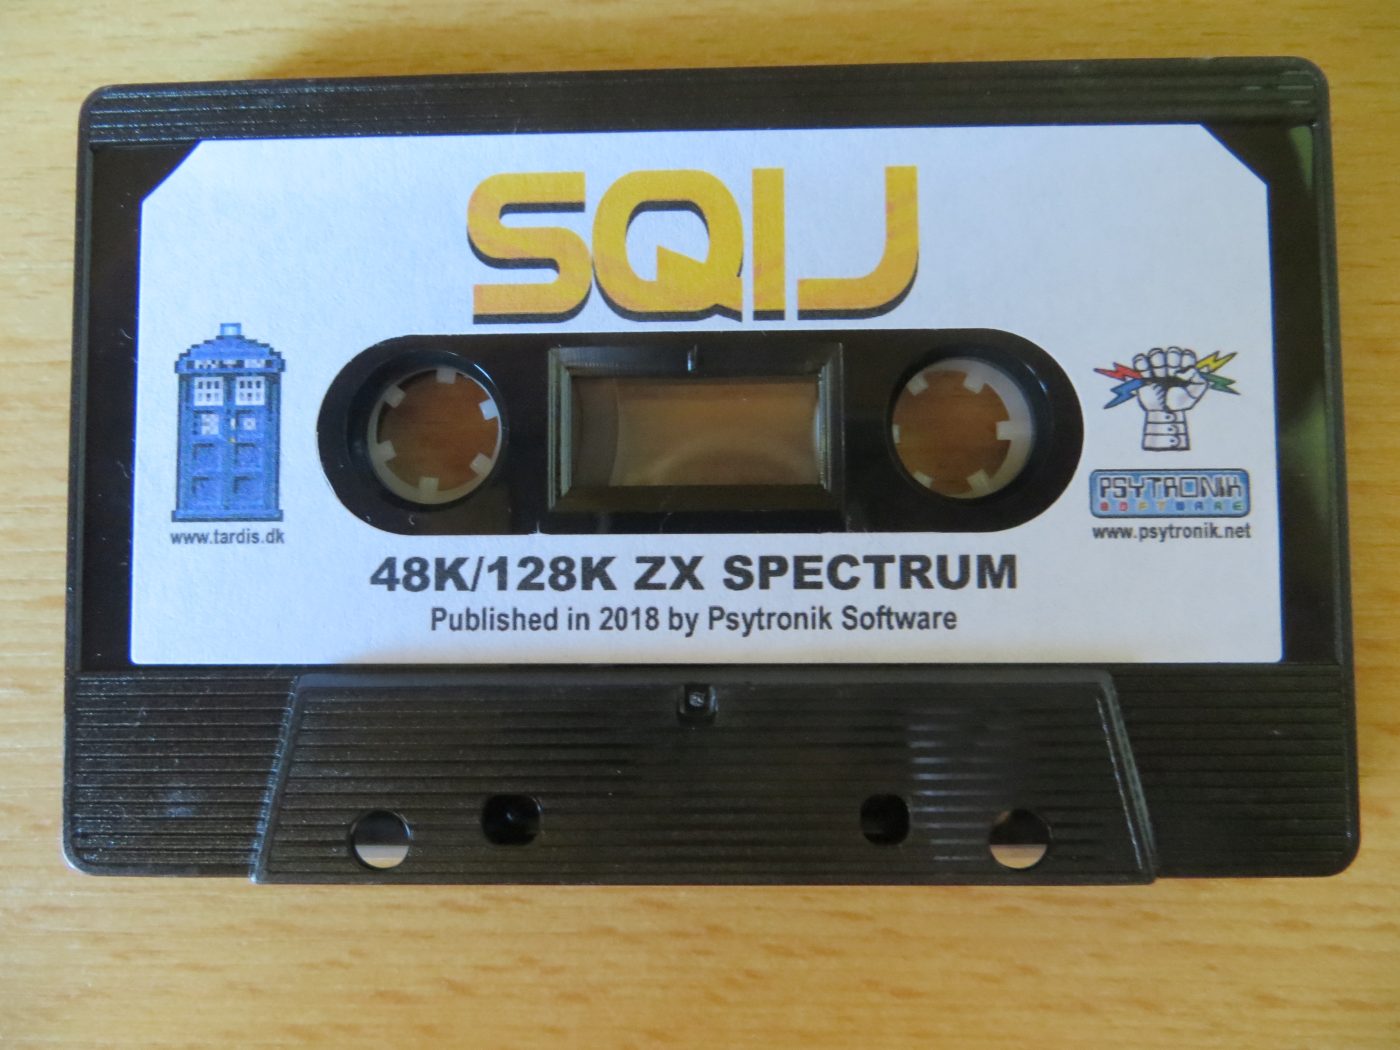 SQIJ
www.tardis.dk
PSYTRONIK
SOFTWARE
www.psytronik.net
48K/128K ZX SPECTRUM
Published in 2018 by Psytronik Software